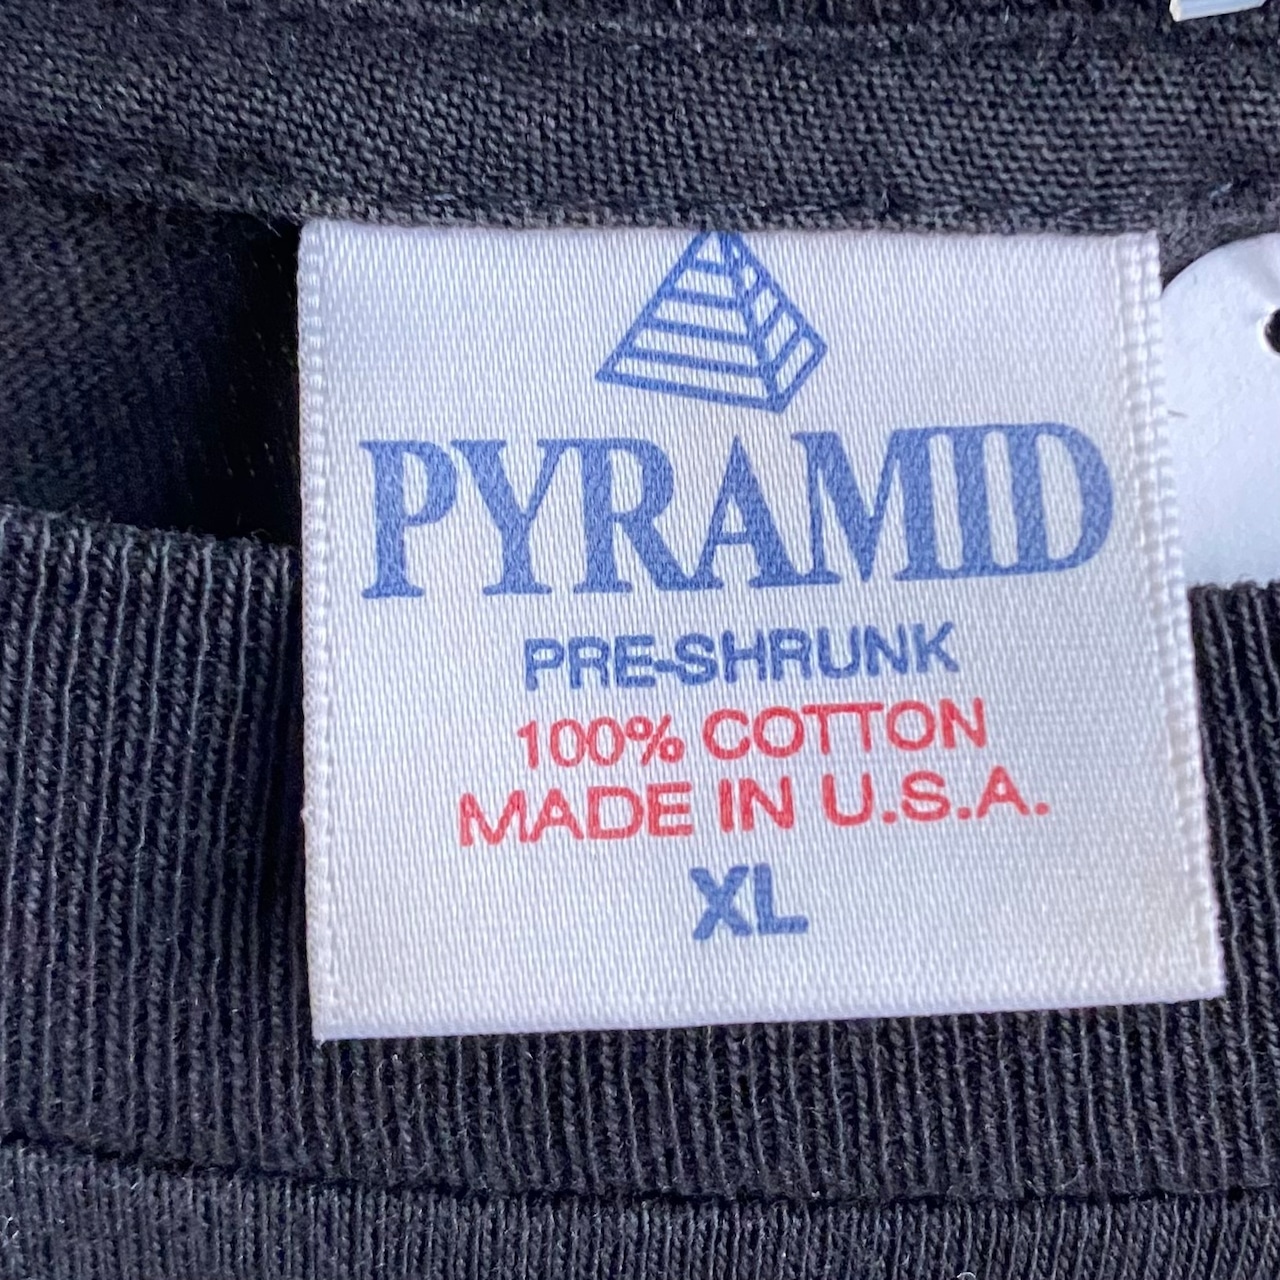 PYRAMID
PRE-SHRUNK
100% COTTON
MADE IN U.S.A.
XL